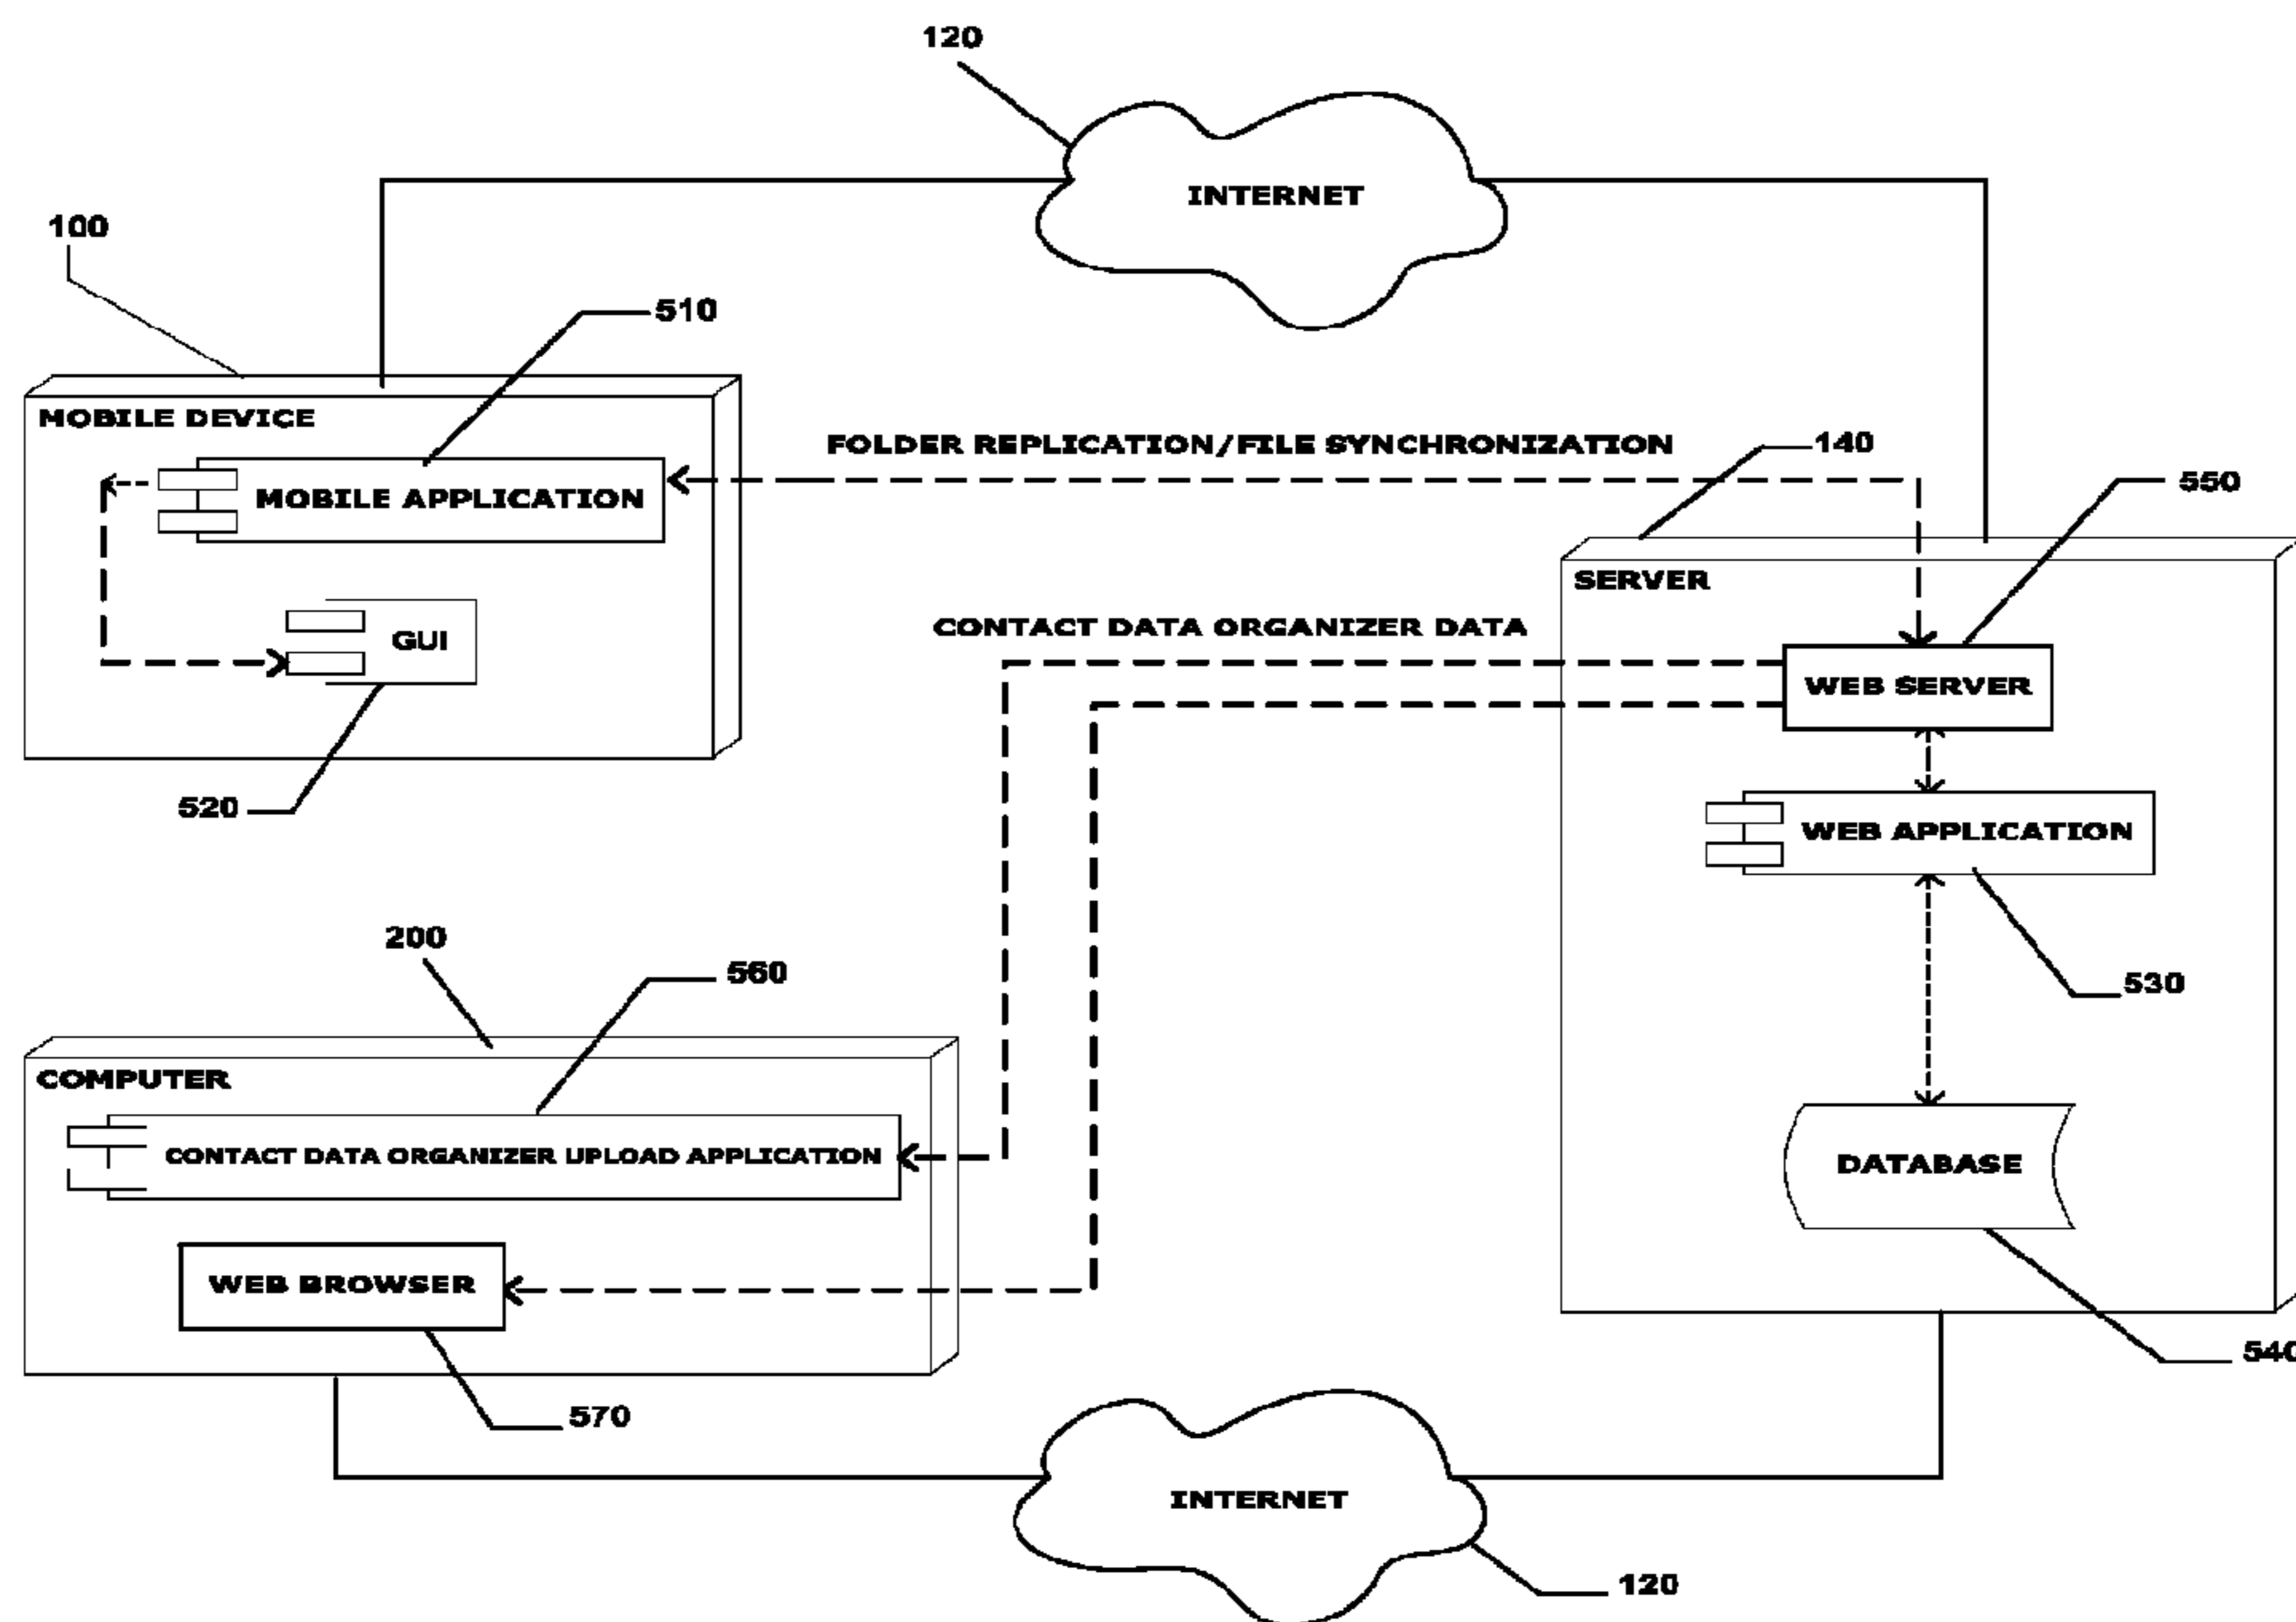 120
INTERNET
100
510
MOBILE DEVICE
FOLDER REPLICATION/FILE SYNCHRONIZATION
140
550
MOBILE APPLICATION
SERVER
GUI
CONTACT DATA ORGANIZER DATA
WEB SERVER
520
WEB APPLICATION
200
560
530
COMPUTER
CONTACT DATA ORGANIZER UPLOAD APPLICATION
DATABASE
WEB BROWSER
540
570
INTERNET
120